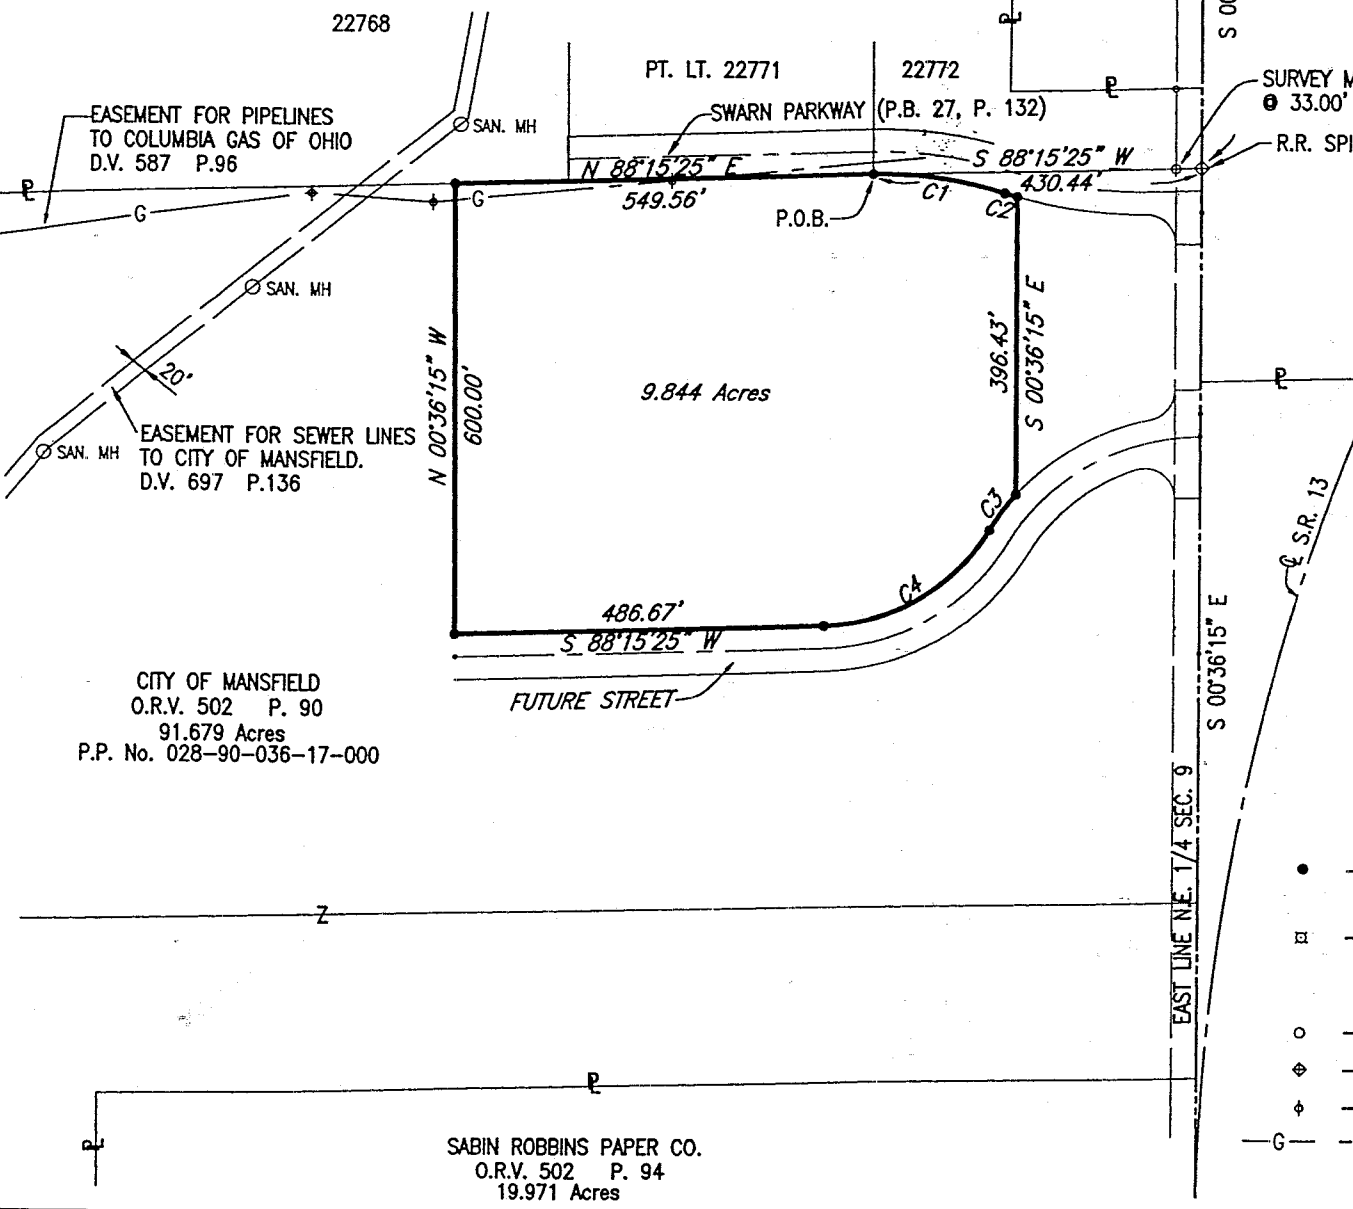 22768
S 00
PT. LT. 22771
22772
SURVEY M
@ 33.00'
EASEMENT FOR PIPELINES
TO COLUMBIA GAS OF OHIO
D.V. 587 P.96
SAN. MH
SWARN PARKWAY (P.B. 27, P. 132)
R.R. SPI
N 88°15'25" E
549.56'
S 88°15'25" W
430.44'
G
G
C1
C2
P.O.B.
SAN. MH
20'
N 00°36'15" W
600.00'
9.844 Acres
396.43'
S 00°36'15" E
EASEMENT FOR SEWER LINES
TO CITY OF MANSFIELD.
D.V. 697 P.136
SAN. MH
C3
C4
℄ S.R. 13
486.67'
S 88°15'25" W
FUTURE STREET
S 00°36'15" E
CITY OF MANSFIELD
O.R.V. 502 P. 90
91.679 Acres
P.P. No. 028-90-036-17-000
EAST LINE N.E. 1/4 SEC. 9
Z
G
SABIN ROBBINS PAPER CO.
O.R.V. 502 P. 94
19.971 Acres